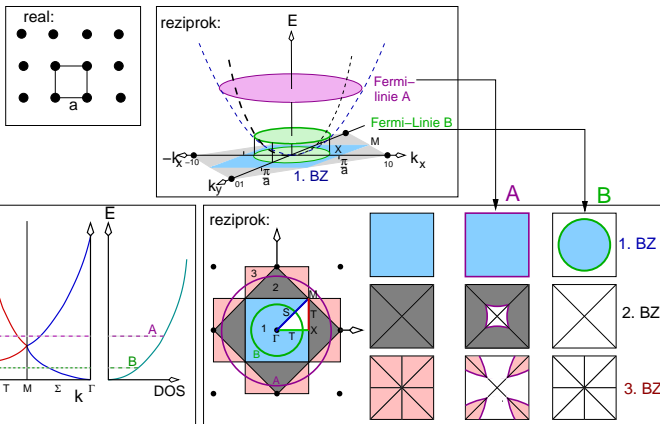 real:
a
reziprok:
E
Fermi–
linie A
Fermi–Linie B
M
X
–kx
–10
π
a
π
a
10
kx
ky
01
1. BZ
E
A
B
T M Σ k Γ
DOS
reziprok:
3
2
M
S
T
1
X
Γ
T
B
A
A
B
1. BZ
2. BZ
3. BZ